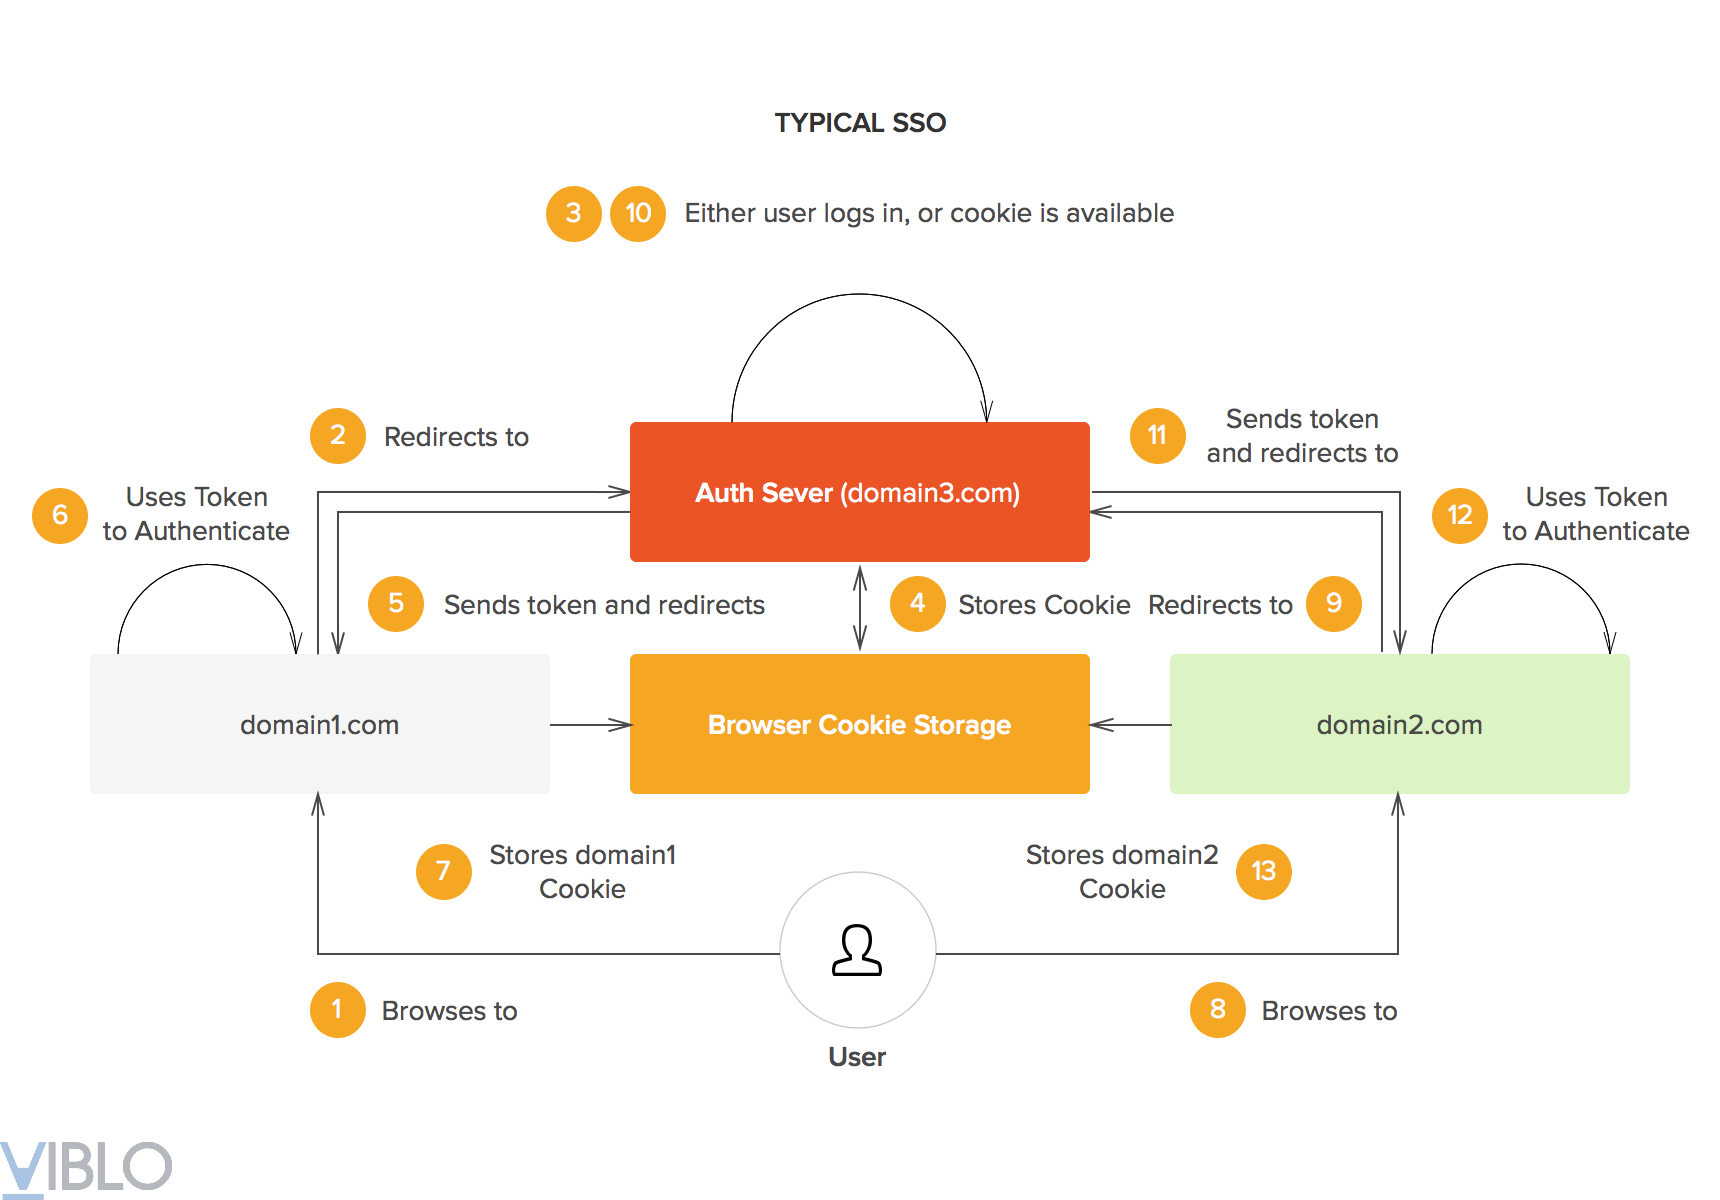 TYPICAL SSO
3 10 Either user logs in, or cookie is available
2 Redirects to
11 Sends token
and redirects to
6 Uses Token
to Authenticate
Auth Sever (domain3.com)
12 Uses Token
to Authenticate
5 Sends token and redirects
4 Stores Cookie
Redirects to 9
domain1.com
Browser Cookie Storage
domain2.com
7 Stores domain1
Cookie
Stores domain2 13
Cookie
1 Browses to
8 Browses to
User
VIBLO